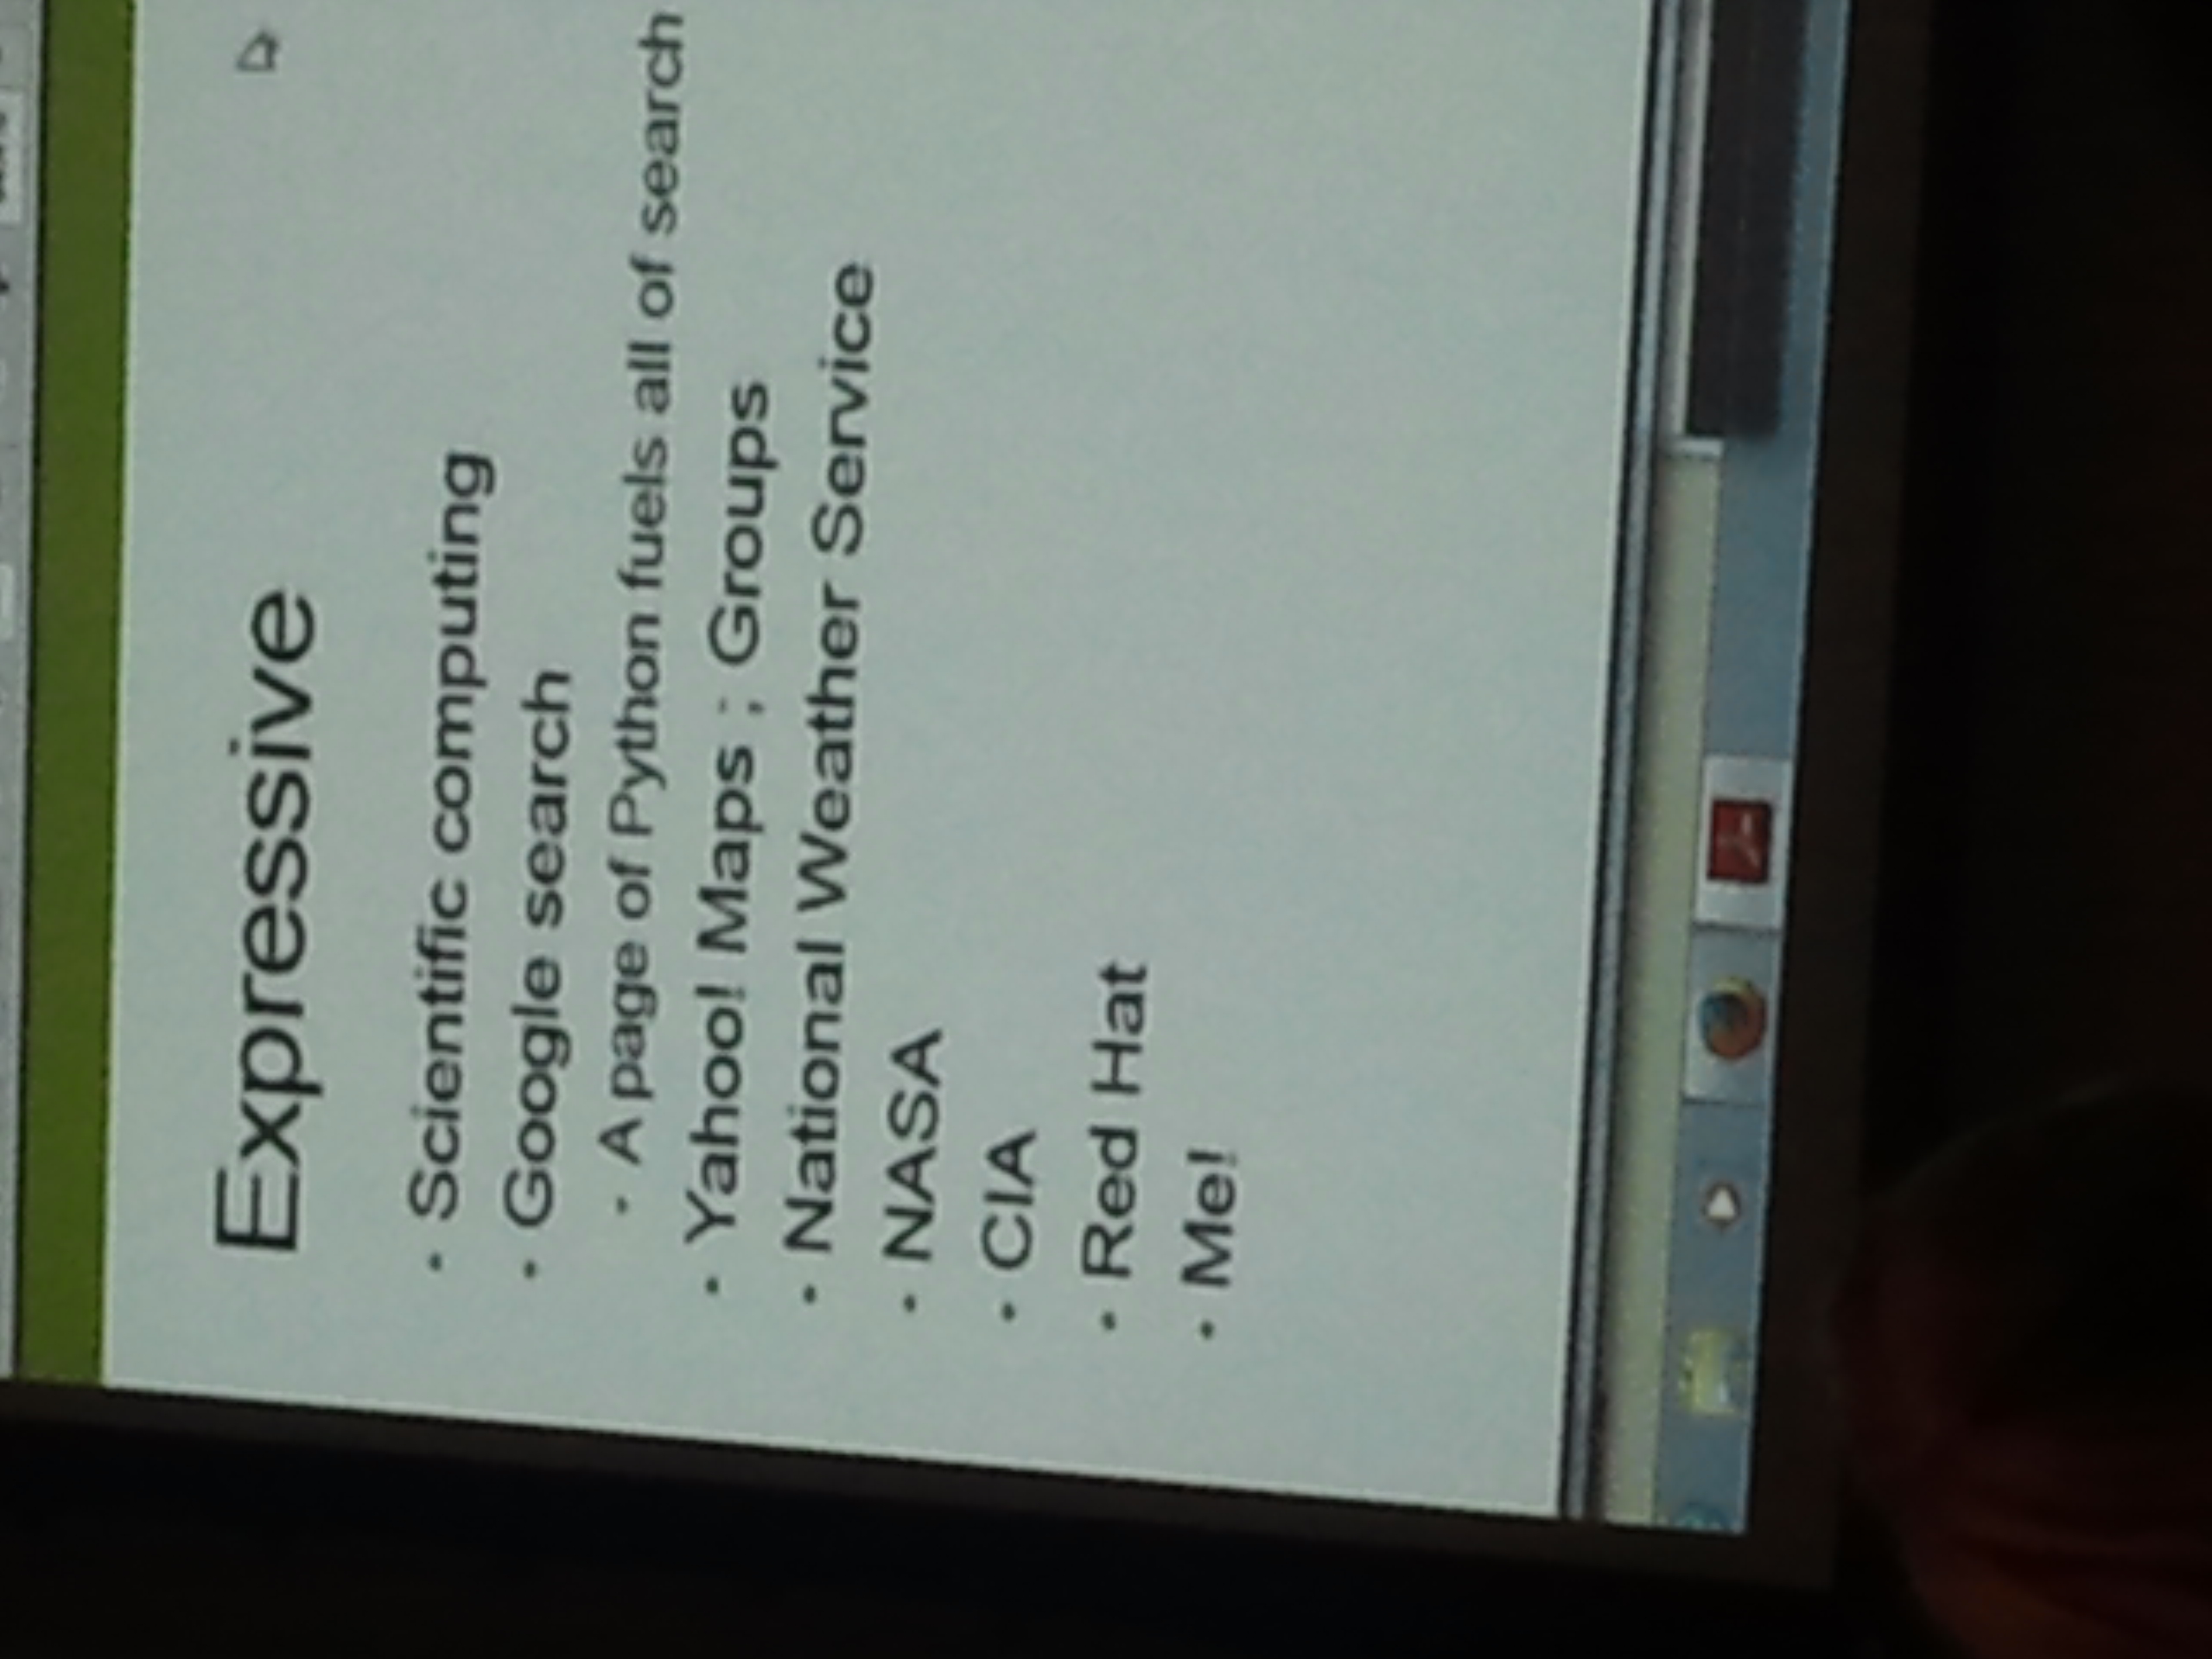 Expressive
• Scientific computing
• Google search
• A page of Python fuels all of search
• Yahoo! Maps ; Groups
• National Weather Service
• NASA
• CIA
• Red Hat
• Me!